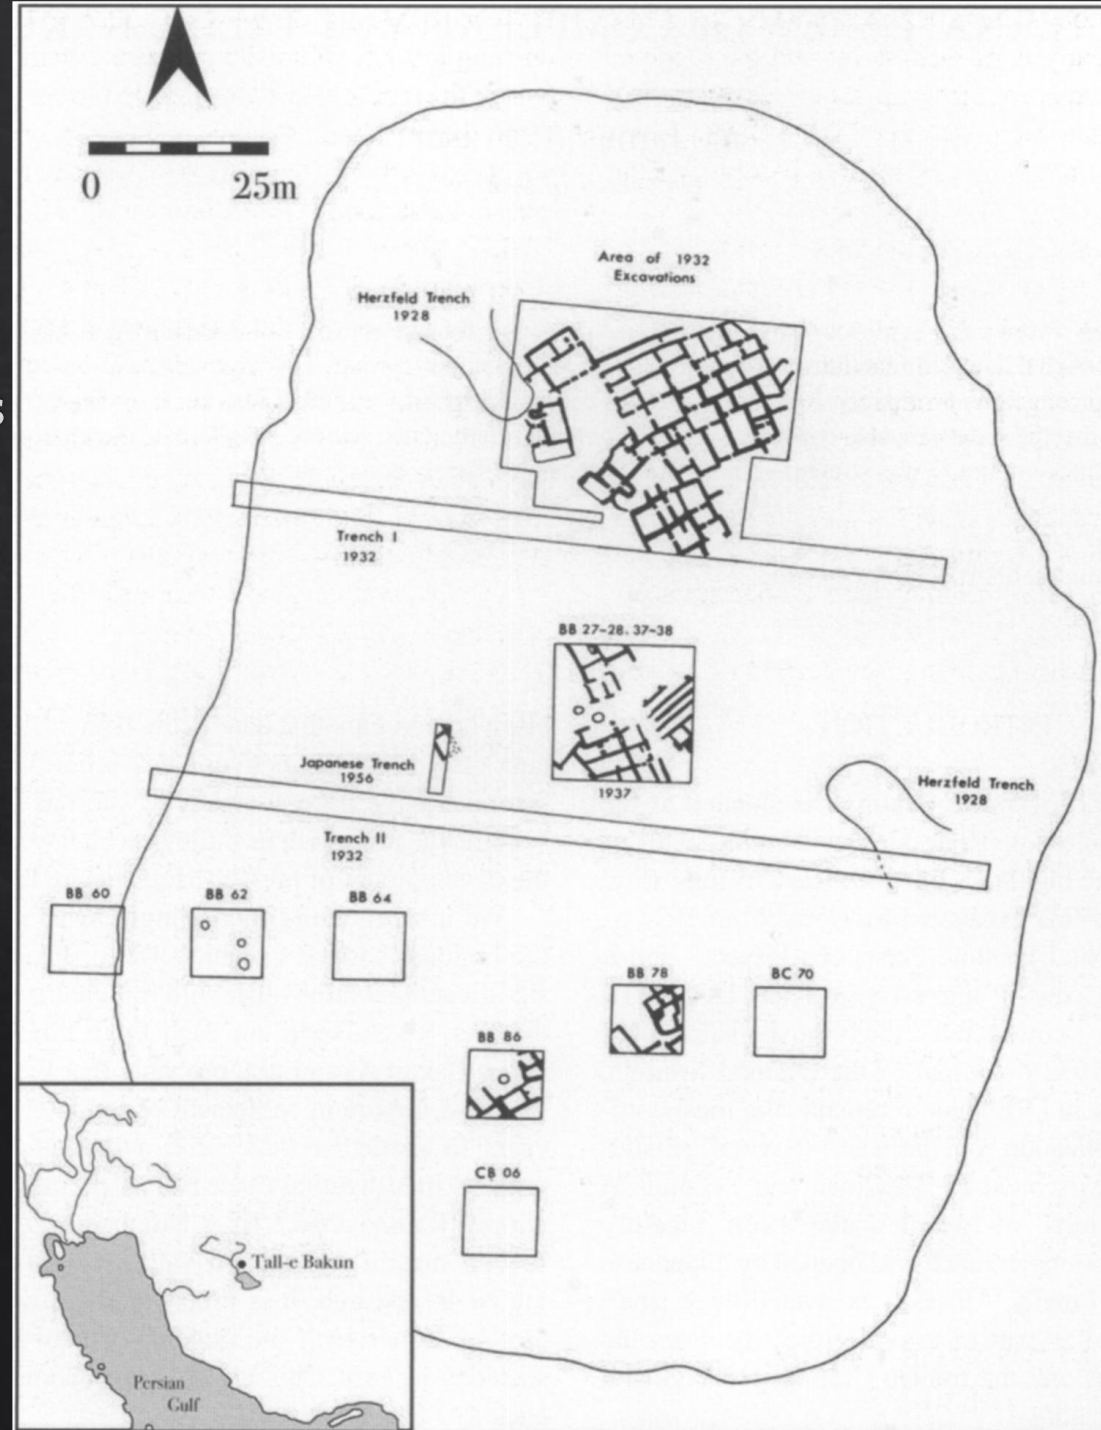 0 25m
Area of 1932
Excavations
Herzfeld Trench
1928
Trench I
1932
BB 27-28. 37-38
1937
Japanese Trench
1956
Herzfeld Trench
1928
Trench II
1932
BB 60
BB 62
BB 64
BB 78
BC 70
BB 86
CB 06
Tall-e Bakun
Persian
Gulf